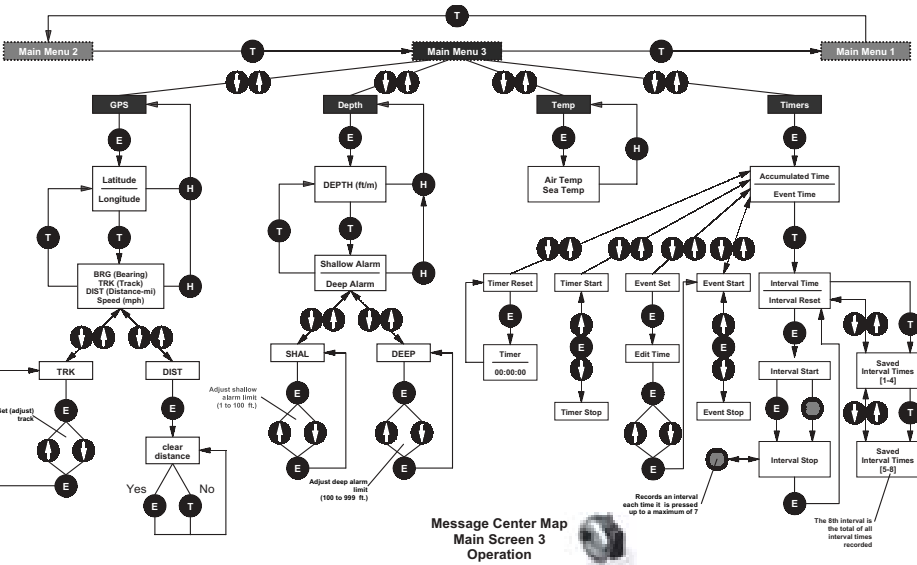 T
Main Menu 2
T
Main Menu 3
T
Main Menu 1
GPS
Depth
Temp
Timers
E
E
E
E
H
Latitude
Longitude
H
DEPTH (ft/m)
H
Air Temp
Sea Temp
Accumulated Time
Event Time
T
T
T
T
T
BRG (Bearing)
TRK (Track)
DIST (Distance-mi)
Speed (mph)
H
Shallow Alarm
Deep Alarm
H
Timer Reset
Timer Start
Event Set
Event Start
Interval Time
Interval Reset
E
E
E
E
E
T
TRK
DIST
SHAL
DEEP
Timer
00:00:00
Edit Time
Interval Start
Saved
Interval Times
[1-4]
E
E
E
E
E
E
T
(adjust)
track
Adjust shallow
alarm limit
(1 to 100 ft.)
Timer Stop
Event Stop
clear
distance
Interval Stop
Saved
Interval Times
[5-8]
E
E
E
E
Adjust deep alarm
limit
(100 to 999 ft.)
Yes
No
E
T
E
Records an interval
each time it is pressed
up to a maximum of 7
The 8th interval is
the total of all
interval times
recorded
Message Center Map
Main Screen 3
Operation